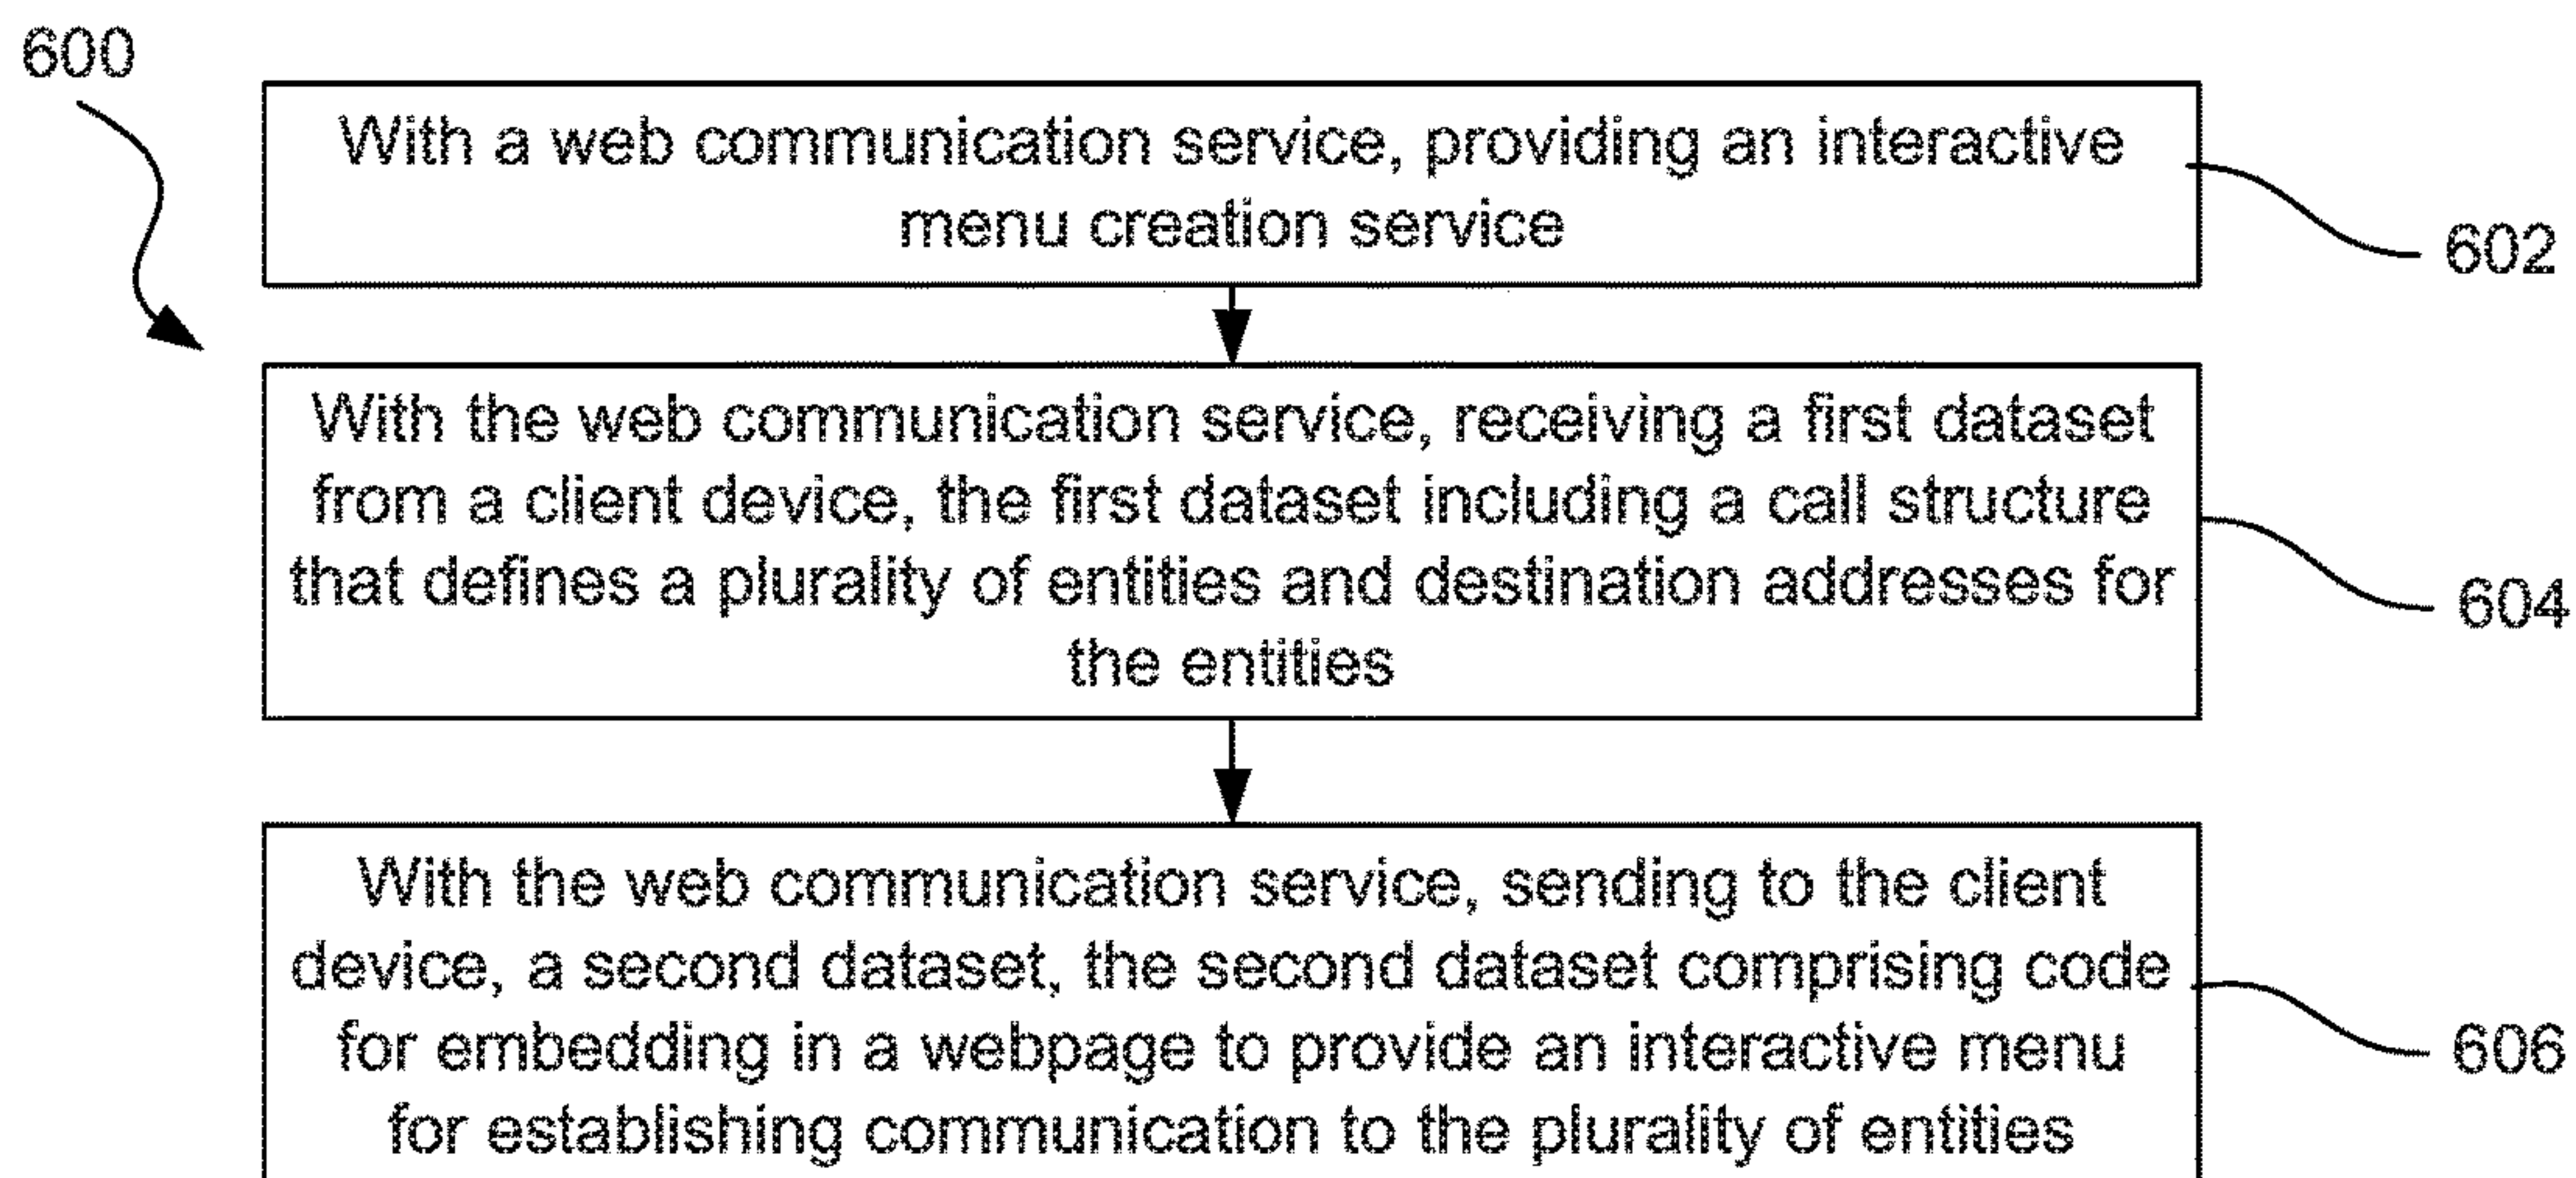 600
With a web communication service, providing an interactive
menu creation service
602
With the web communication service, receiving a first dataset
from a client device, the first dataset including a call structure
that defines a plurality of entities and destination addresses for
the entities
604
With the web communication service, sending to the client
device, a second dataset, the second dataset comprising code
for embedding in a webpage to provide an interactive menu
for establishing communication to the plurality of entities
606